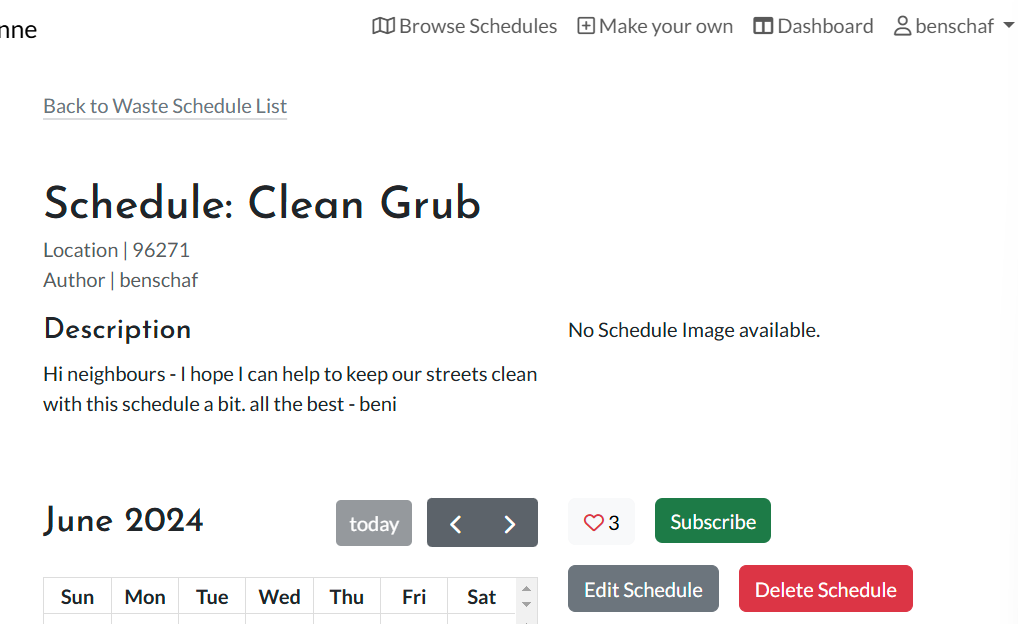 nne
Browse Schedules Make your own Dashboard benschaf
Back to Waste Schedule List
Schedule: Clean Grub
Location | 96271
Author | benschaf
Description
Hi neighbours - I hope I can help to keep our streets clean
with this schedule a bit. all the best - beni
No Schedule Image available.
June 2024
today
3 Subscribe
Edit Schedule Delete Schedule
Sun Mon Tue Wed Thu Fri Sat